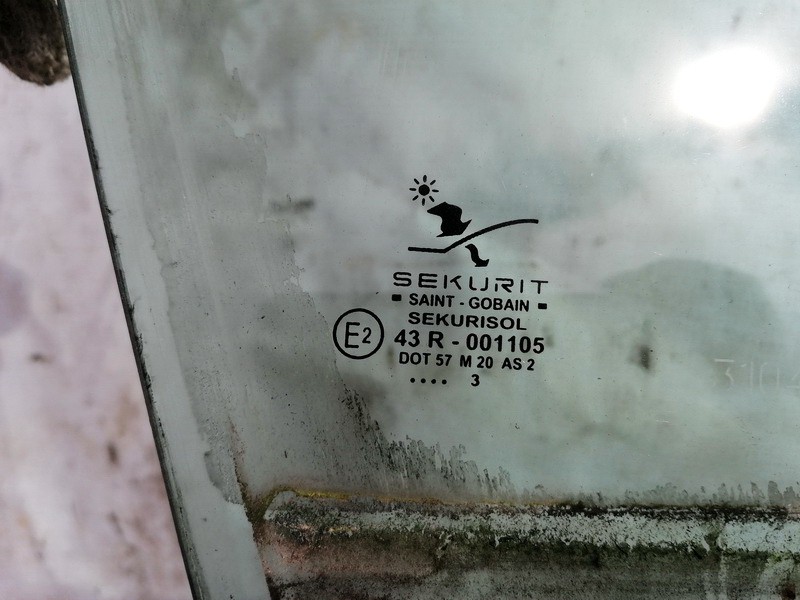 SEKURIT
SAINT - GOBAIN
SEKURISOL
E2
43 R - 001105
DOT 57 M 20 AS 2
.... 3